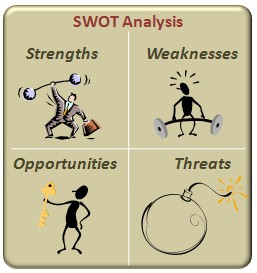 SWOT Analysis
Strengths
Weaknesses
Opportunities
Threats